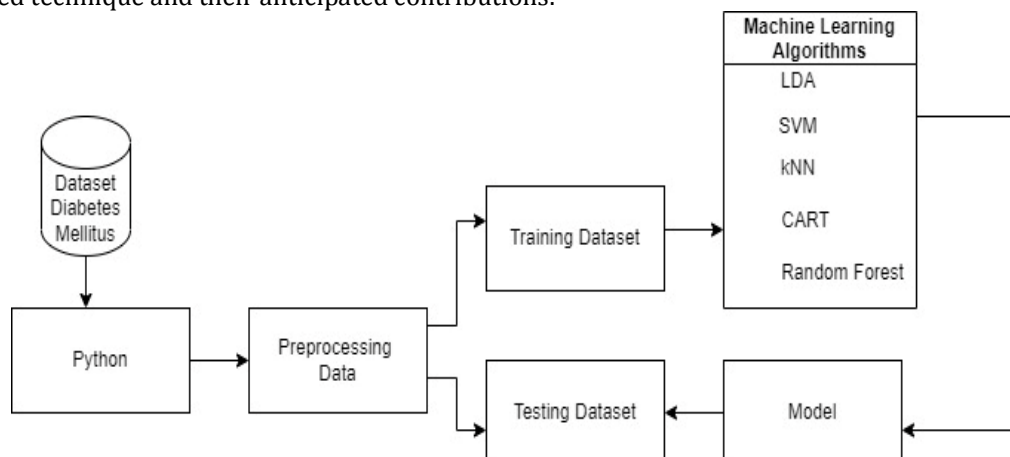 ed technique and their anticipated contributions.
Machine Learning
Algorithms
LDA
SVM
kNN
CART
Random Forest
Dataset
Diabetes
Mellitus
Training Dataset
Python
Preprocessing
Data
Testing Dataset
Model